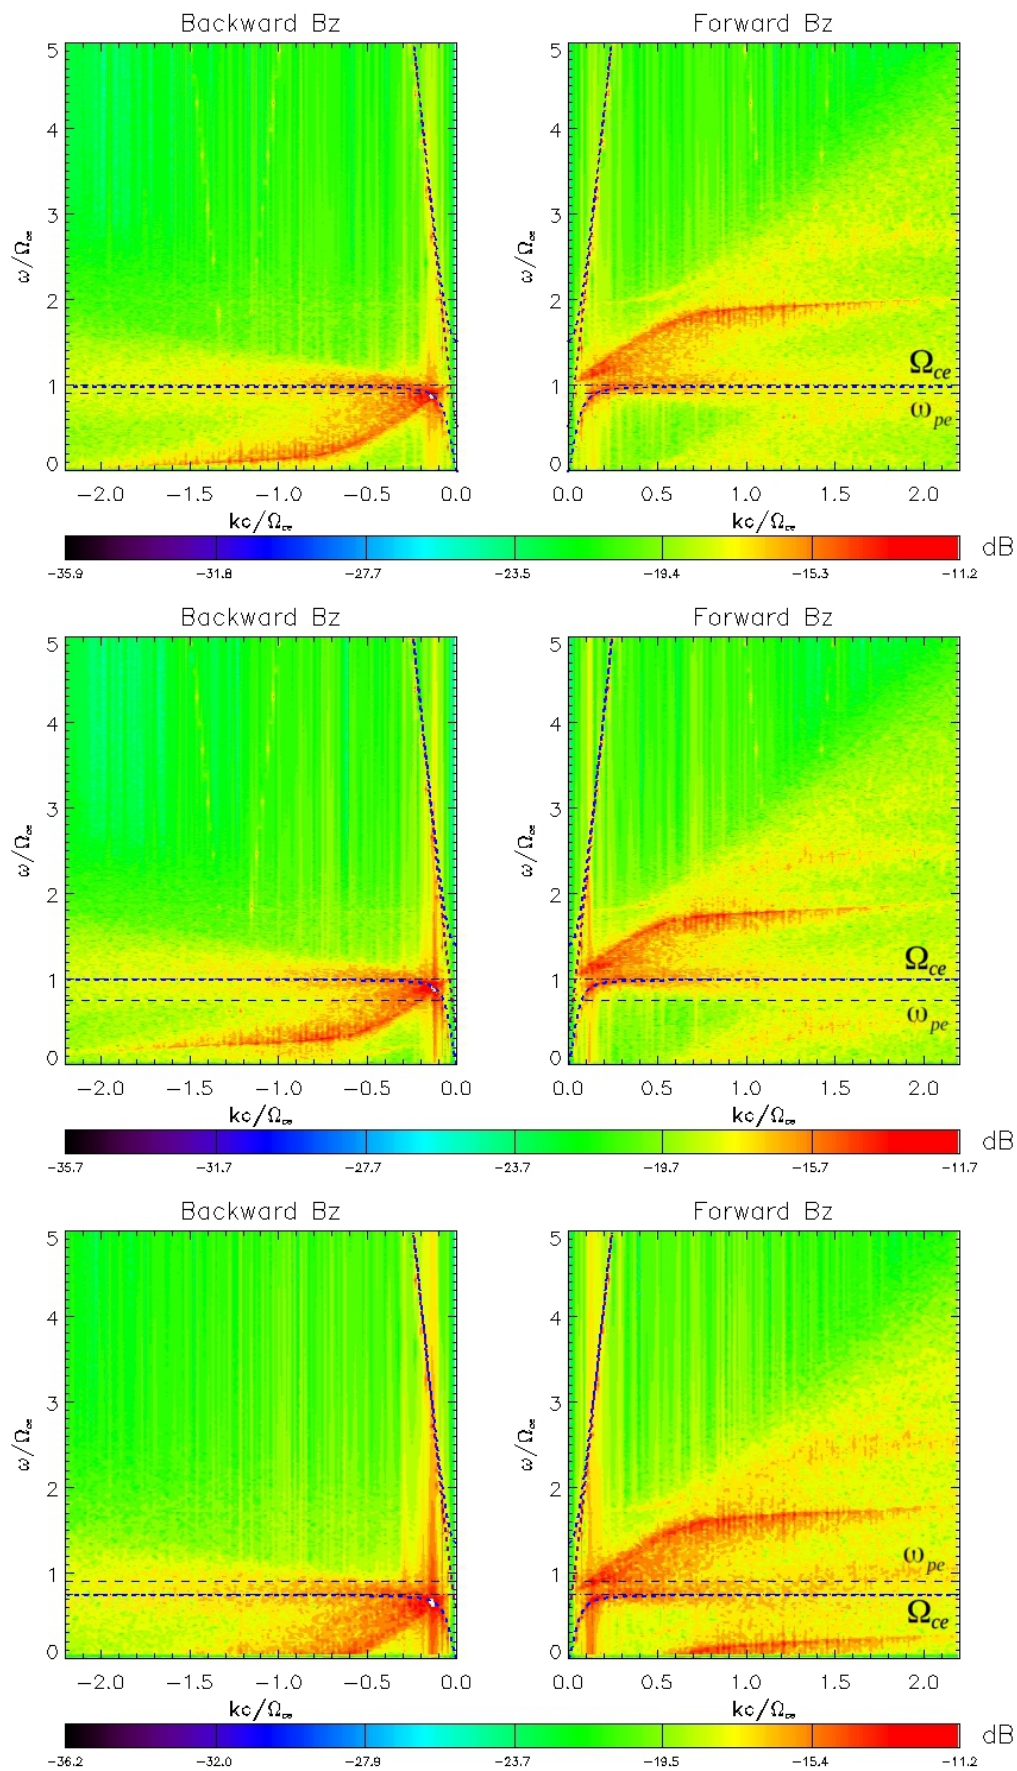 Backward Bz Forward Bz
5 5
4 4
3 3
2 2
1 1
0 0
ω/Ωce ω/Ωce
Ωce
ωpe
−2.0 −1.5 −1.0 −0.5 0.0 0.0 0.5 1.0 1.5 2.0
kc/Ωce kc/Ωce
dB
−35.9 −31.8 −27.7 −23.5 −19.4 −15.3 −11.2
Backward Bz Forward Bz
5 5
4 4
3 3
2 2
1 1
0 0
ω/Ωce ω/Ωce
Ωce
ωpe
−2.0 −1.5 −1.0 −0.5 0.0 0.0 0.5 1.0 1.5 2.0
kc/Ωce kc/Ωce
dB
−35.7 −31.7 −27.7 −23.7 −19.7 −15.7 −11.7
Backward Bz Forward Bz
5 5
4 4
3 3
2 2
1 1
0 0
ω/Ωce ω/Ωce
ωpe
Ωce
−2.0 −1.5 −1.0 −0.5 0.0 0.0 0.5 1.0 1.5 2.0
kc/Ωce kc/Ωce
dB
−36.2 −32.0 −27.9 −23.7 −19.5 −15.4 −11.2